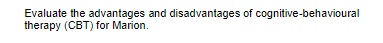 Evaluate the advantages and disadvantages of cognitive-behavioural
therapy (CBT) for Marion.